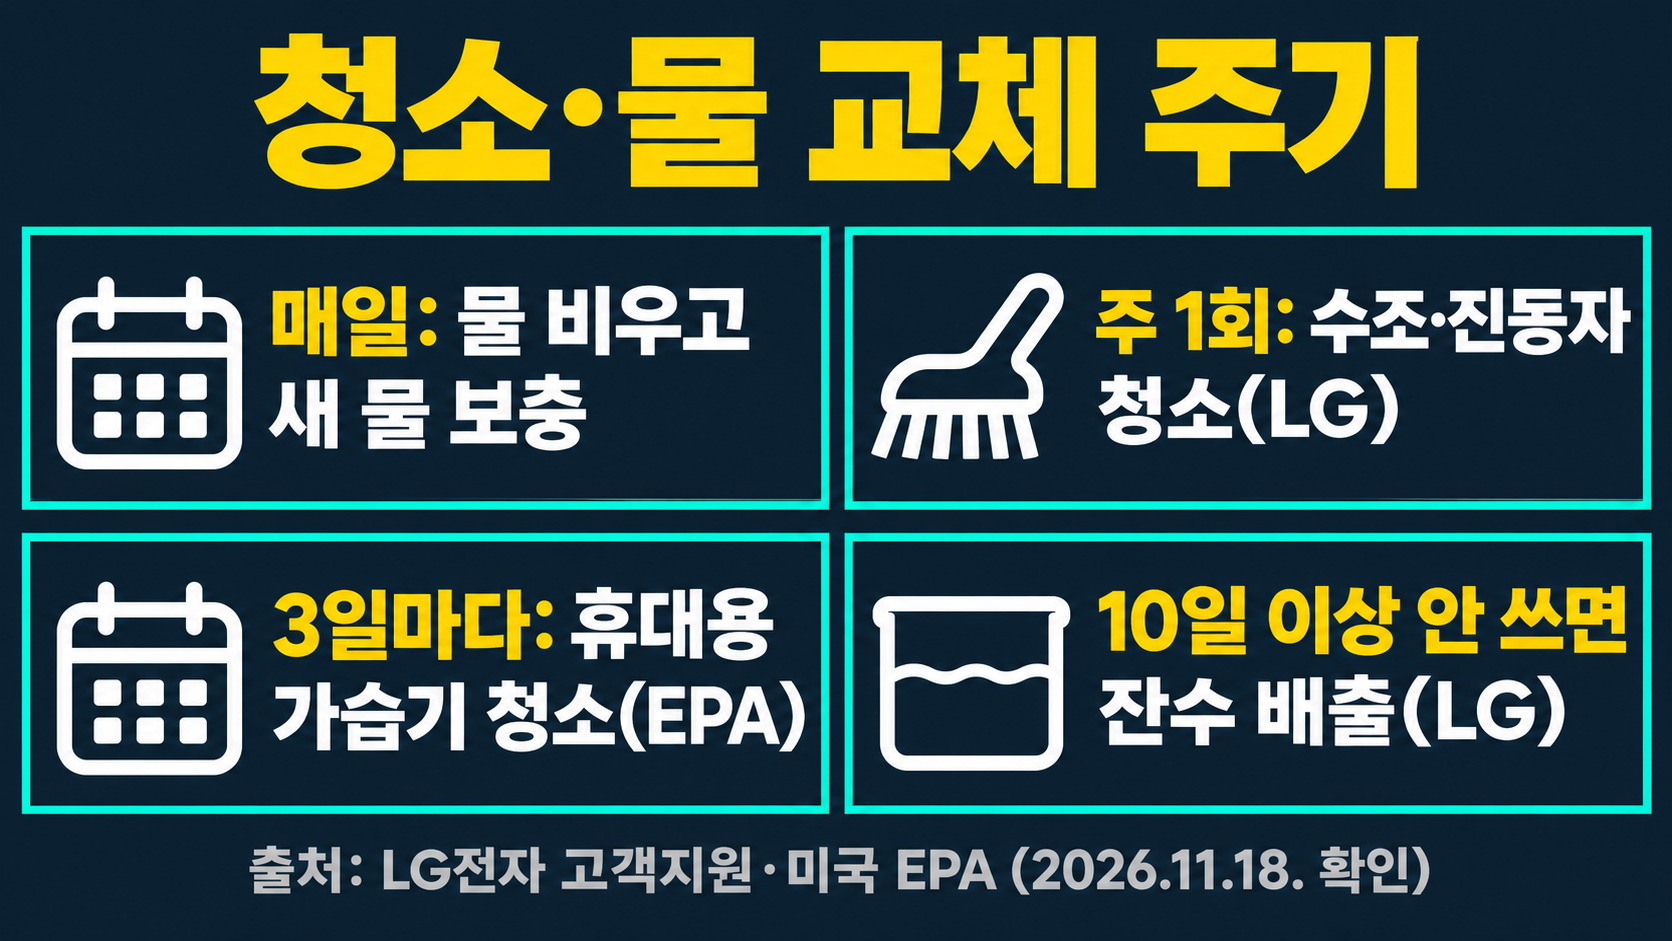 청소·물 교체 주기
매일: 물 비우고
새 물 보충
주 1회: 수조·진동자
청소(LG)
3일마다: 휴대용
가습기 청소(EPA)
10일 이상 안 쓰면
잔수 배출(LG)
출처: LG전자 고객지원·미국 EPA (2026.11.18. 확인)